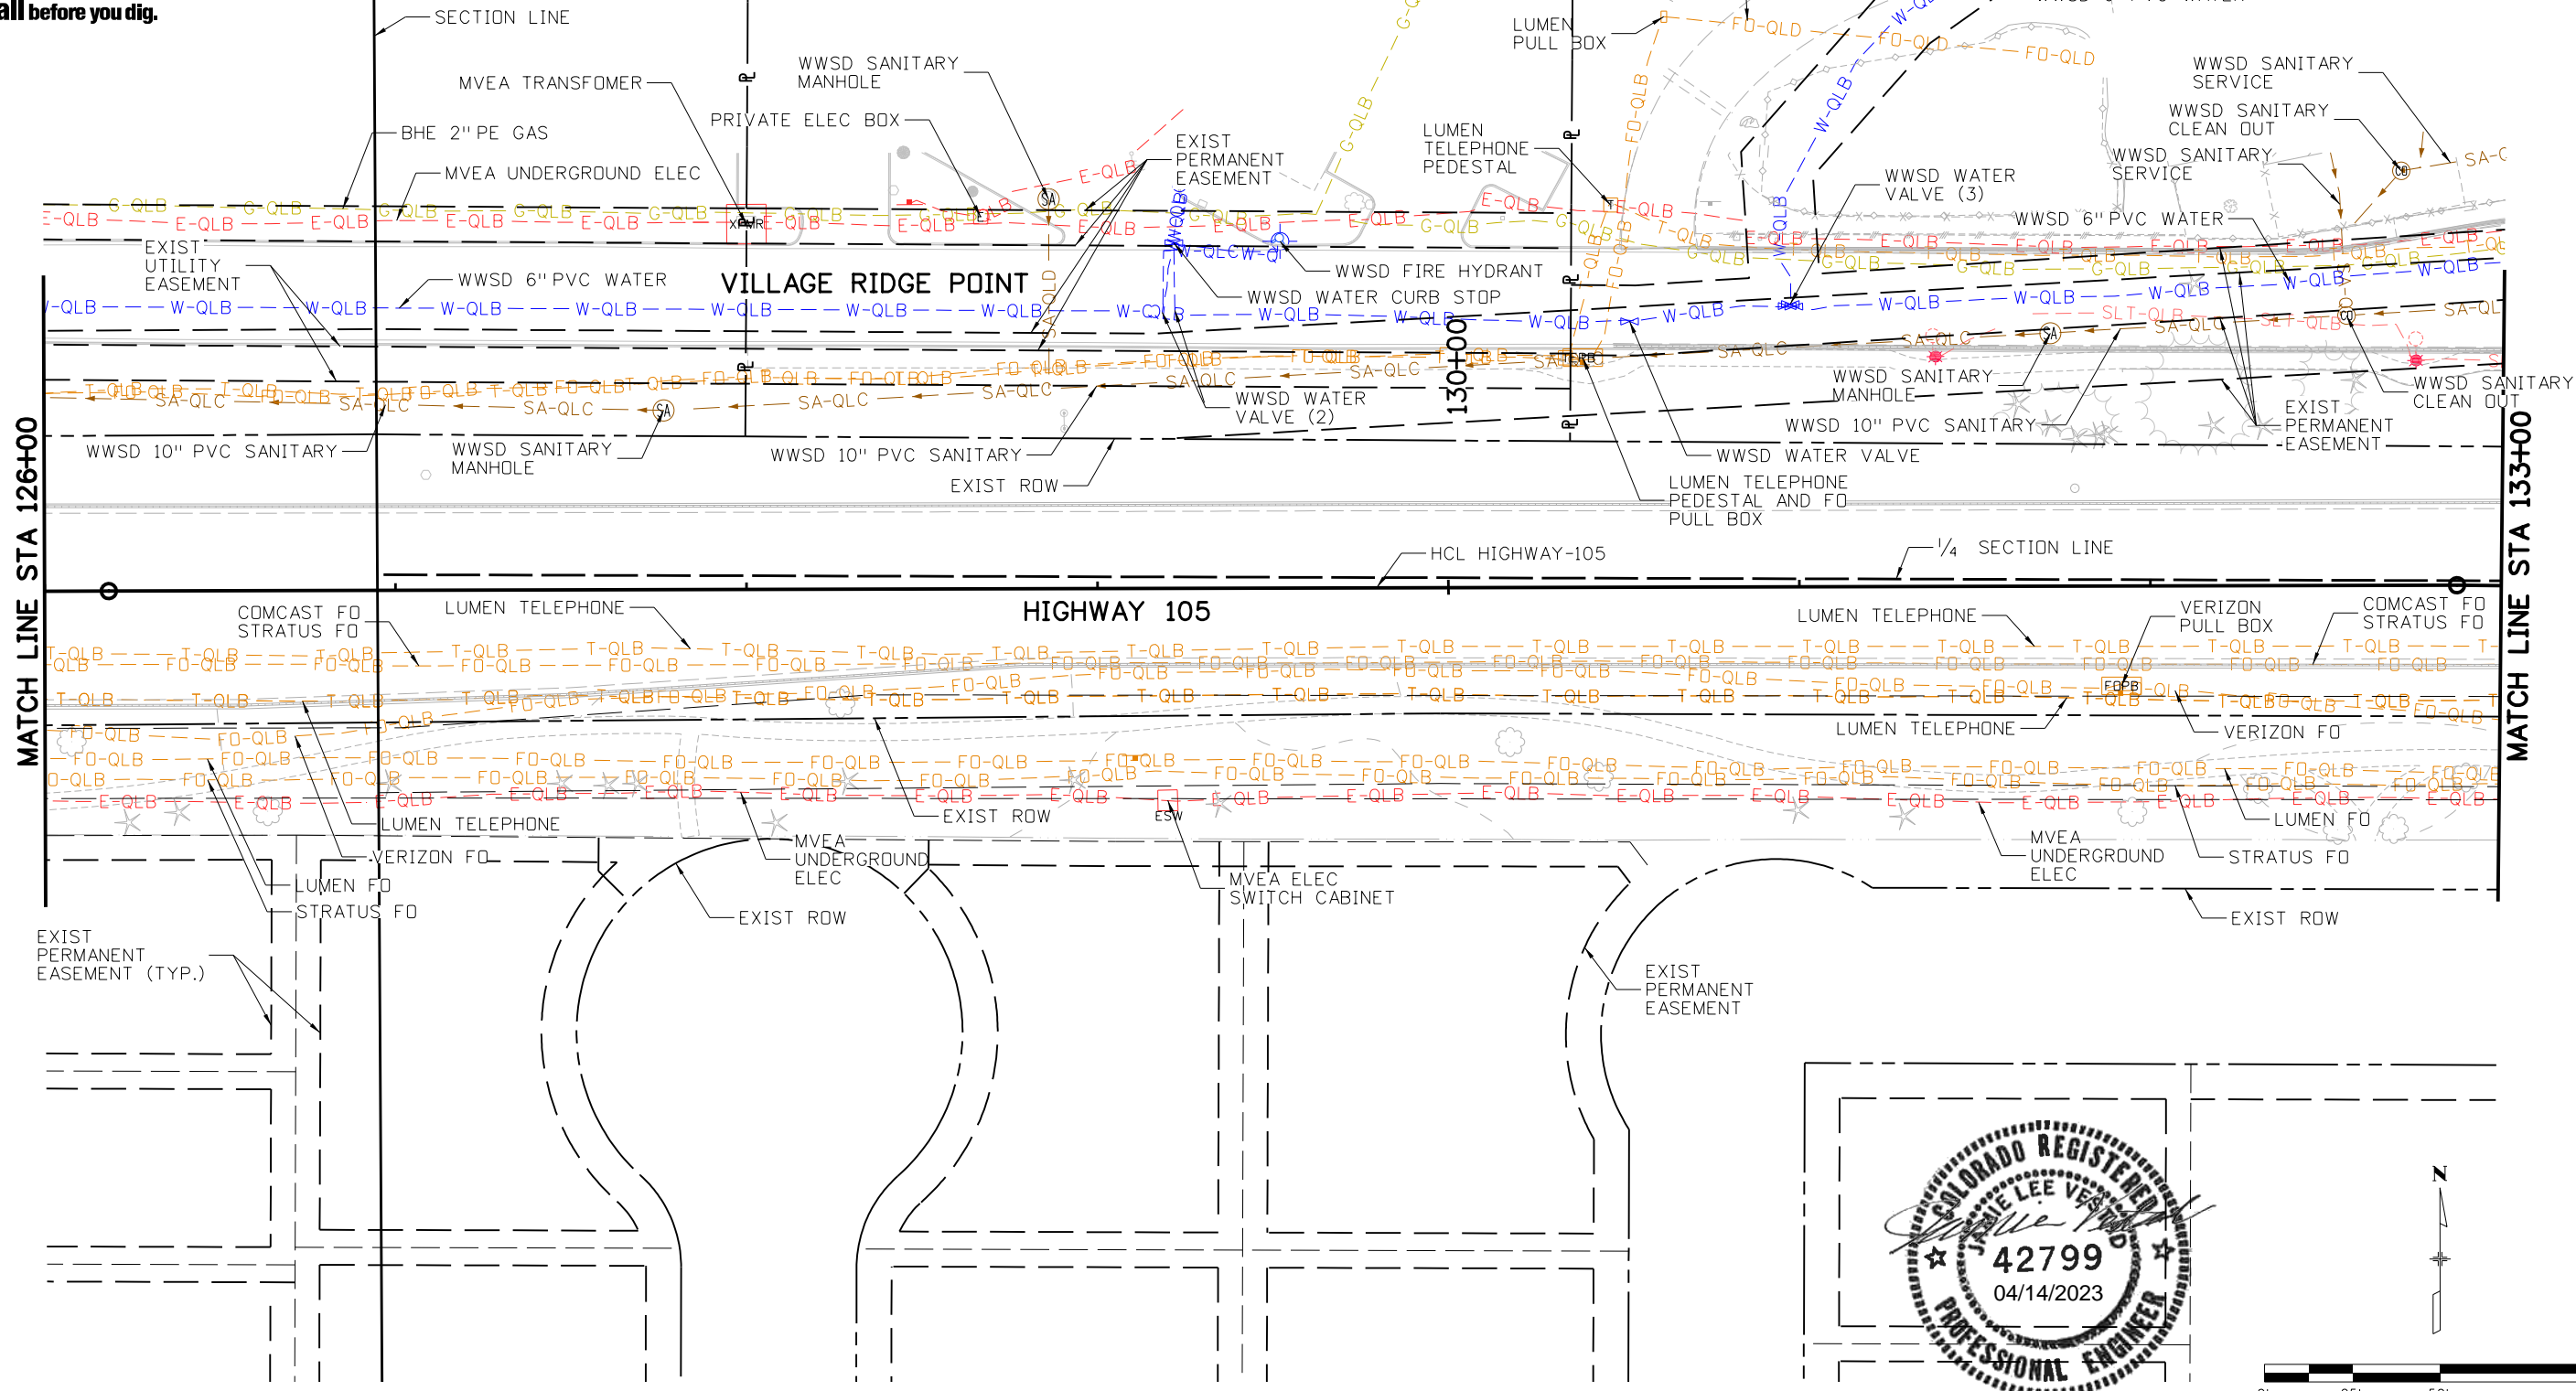 all before you dig.
SECTION LINE
MVEA TRANSFOMER
WWSD SANITARY
MANHOLE
PRIVATE ELEC BOX
BHE 2" PE GAS
MVEA UNDERGROUND ELEC
EXIST
PERMANENT
EASEMENT
LUMEN
PULL BOX
LUMEN
TELEPHONE
PEDESTAL
WWSD WATER
VALVE (3)
WWSD SANITARY
SERVICE
WWSD SANITARY
CLEAN OUT
WWSD SANITARY
SERVICE
WWSD 6" PVC WATER
EXIST
UTILITY
EASEMENT
WWSD 6" PVC WATER
VILLAGE RIDGE POINT
WWSD FIRE HYDRANT
WWSD WATER CURB STOP
130+00
WWSD WATER
VALVE (2)
WWSD SANITARY
MANHOLE
WWSD SANITARY
CLEAN OUT
WWSD 10" PVC SANITARY
EXIST
PERMANENT
EASEMENT
WWSD 10" PVC SANITARY
WWSD SANITARY
MANHOLE
WWSD 10" PVC SANITARY
EXIST ROW
WWSD WATER VALVE
LUMEN TELEPHONE
PEDESTAL AND FO
PULL BOX
MATCH LINE STA 126+00
MATCH LINE STA 133+00
HCL HIGHWAY-105
1/4 SECTION LINE
HIGHWAY 105
COMCAST FO
STRATUS FO
LUMEN TELEPHONE
LUMEN TELEPHONE
VERIZON
PULL BOX
COMCAST FO
STRATUS FO
FOPB
LUMEN TELEPHONE
VERIZON FO
ESW
LUMEN TELEPHONE
VERIZON FO
LUMEN FO
STRATUS FO
MVEA
UNDERGROUND
ELEC
EXIST ROW
EXIST ROW
MVEA ELEC
SWITCH CABINET
MVEA
UNDERGROUND
ELEC
LUMEN FO
STRATUS FO
EXIST ROW
EXIST
PERMANENT
EASEMENT (TYP.)
EXIST
PERMANENT
EASEMENT
COLORADO REGISTERED
42799
04/14/2023
PROFESSIONAL ENGINEER
N